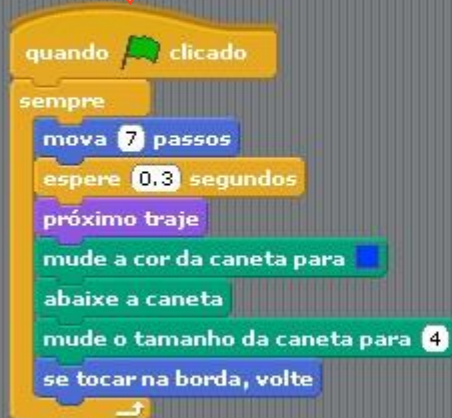 quando clicado
sempre
mova 7 passos
espere 0.3 segundos
próximo traje
mude a cor da caneta para
abaixe a caneta
mude o tamanho da caneta para 4
se tocar na borda, volte